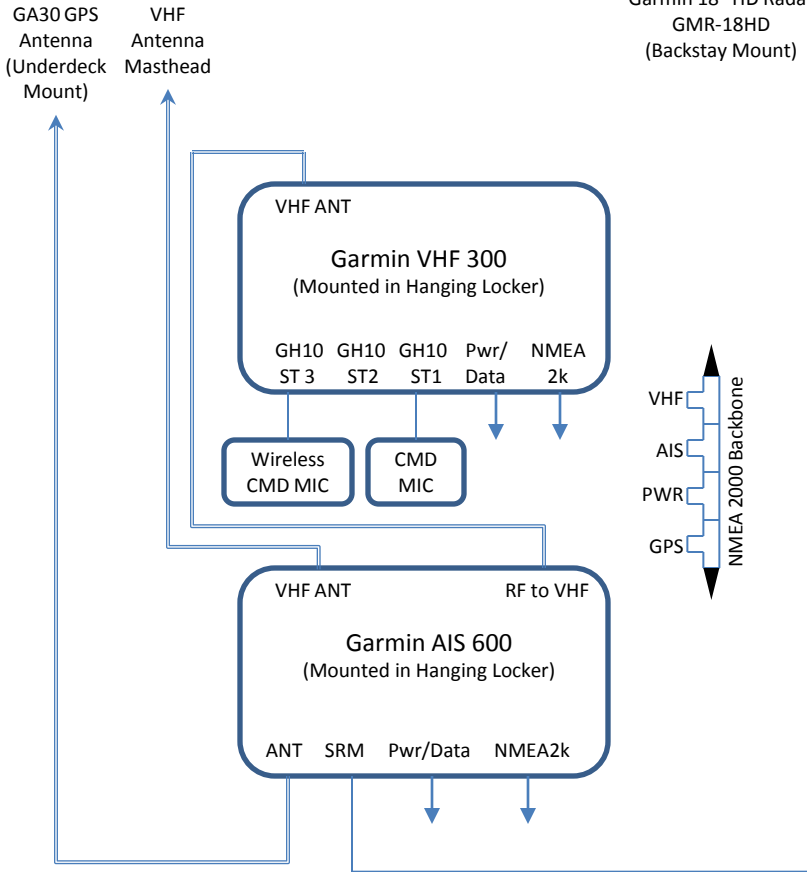 GA30 GPS
Antenna
(Underdeck
Mount)
VHF
Antenna
Masthead
GMR-18HD
(Backstay Mount)
VHF ANT
Garmin VHF 300
(Mounted in Hanging Locker)
GH10
ST 3
GH10
ST2
GH10
ST1
Pwr/
Data
NMEA
2k
Wireless
CMD MIC
CMD
MIC
VHF
AIS
PWR
GPS
NMEA 2000 Backbone
VHF ANT
RF to VHF
Garmin AIS 600
(Mounted in Hanging Locker)
ANT
SRM
Pwr/Data
NMEA2k